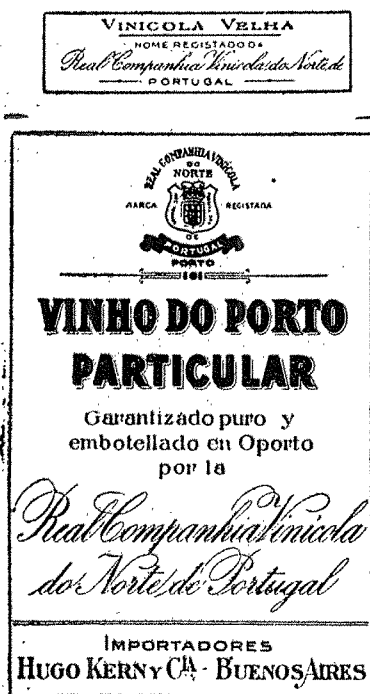 VINICOLA VELHA
NOME REGISTADO DA
Real Companhia Vinicola do Norte de
PORTUGAL
REAL COMPANHIA VINICOLA
DO
NORTE
MARCA REGISTADA
DE
PORTUGAL
PORTO
VINHO DO PORTO
PARTICULAR
Garantizado puro y
embotellado en Oporto
por la
Real Companhia Vinicola
do Norte de Portugal
IMPORTADORES
HUGO KERN Y CIA - BUENOS AIRES